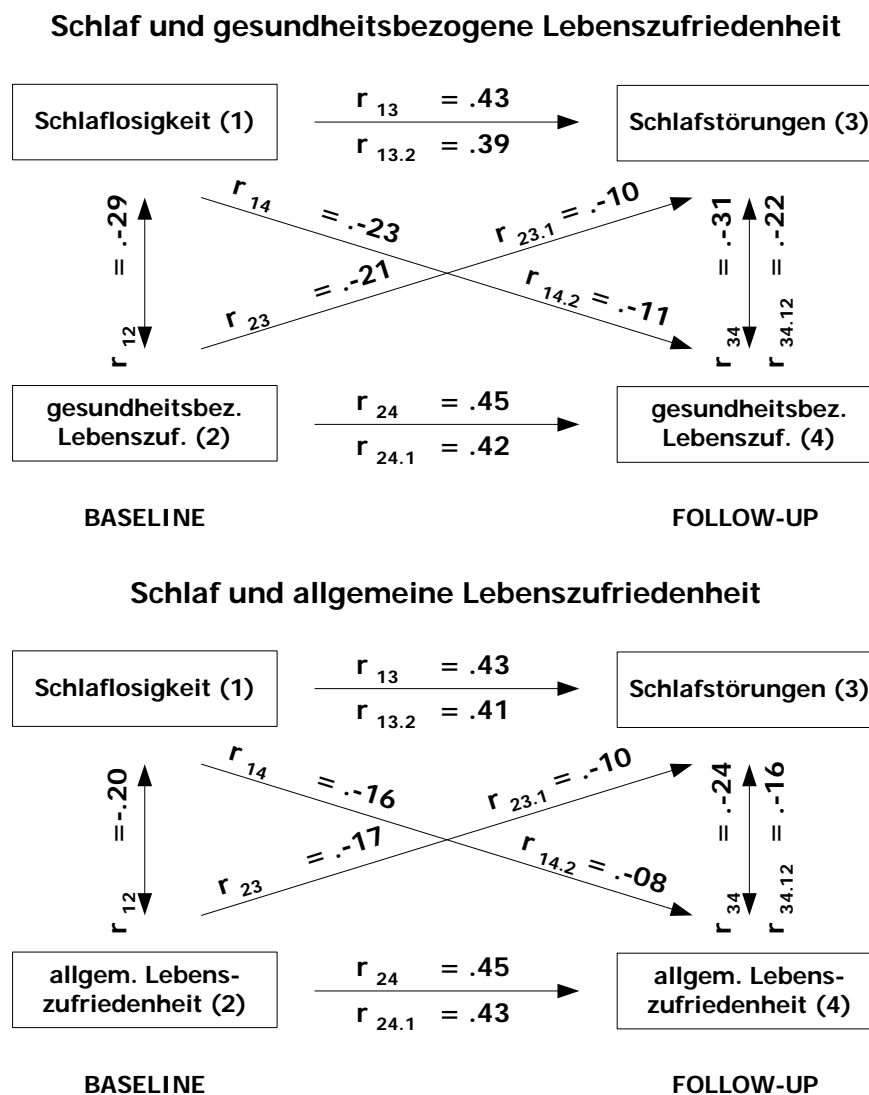 Schlaf und gesundheitsbezogene Lebenszufriedenheit
Schlaflosigkeit (1)
r 13 = .43
r 13.2 = .39
Schlafstörungen (3)
r 12 = .-29
r 14 = .-23
r 23 = .-21
r 23.1 = .-10
r 14.2 = .-11
r 34 = .-31
r 34.12 = .-22
gesundheitsbez.
Lebenszuf. (2)
r 24 = .45
r 24.1 = .42
gesundheitsbez.
Lebenszuf. (4)
BASELINE
FOLLOW-UP
Schlaf und allgemeine Lebenszufriedenheit
Schlaflosigkeit (1)
r 13 = .43
r 13.2 = .41
Schlafstörungen (3)
r 12 =-.20
r 14 = .-16
r 23 = .-17
r 23.1 = .-10
r 14.2 = .-08
r 34 = .-24
r 34.12 = .-16
allgem. Lebens-
zufriedenheit (2)
r 24 = .45
r 24.1 = .43
allgem. Lebens-
zufriedenheit (4)
BASELINE
FOLLOW-UP